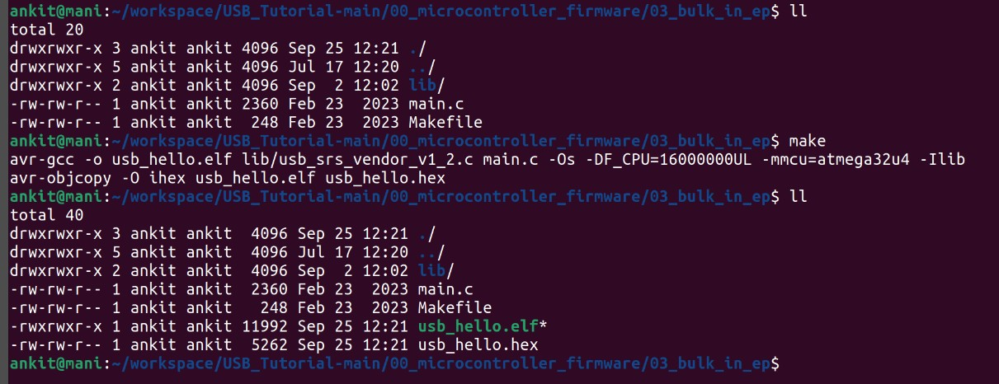 ankit@mani:~/workspace/USB_Tutorial-main/00_microcontroller_firmware/03_bulk_in_ep$ ll
total 20
drwxrwxr-x 3 ankit ankit 4096 Sep 25 12:21 ./
drwxrwxr-x 5 ankit ankit 4096 Jul 17 12:20 ../
drwxrwxr-x 2 ankit ankit 4096 Sep  2 12:02 lib/
-rw-rw-r-- 1 ankit ankit 2360 Feb 23  2023 main.c
-rw-rw-r-- 1 ankit ankit  248 Feb 23  2023 Makefile
ankit@mani:~/workspace/USB_Tutorial-main/00_microcontroller_firmware/03_bulk_in_ep$ make
avr-gcc -o usb_hello.elf lib/usb_srs_vendor_v1_2.c main.c -Os -DF_CPU=16000000UL -mmcu=atmega32u4 -Ilib
avr-objcopy -O ihex usb_hello.elf usb_hello.hex
ankit@mani:~/workspace/USB_Tutorial-main/00_microcontroller_firmware/03_bulk_in_ep$ ll
total 40
drwxrwxr-x 3 ankit ankit  4096 Sep 25 12:21 ./
drwxrwxr-x 5 ankit ankit  4096 Jul 17 12:20 ../
drwxrwxr-x 2 ankit ankit  4096 Sep  2 12:02 lib/
-rw-rw-r-- 1 ankit ankit  2360 Feb 23  2023 main.c
-rw-rw-r-- 1 ankit ankit   248 Feb 23  2023 Makefile
-rwxrwxr-x 1 ankit ankit 11992 Sep 25 12:21 usb_hello.elf*
-rw-rw-r-- 1 ankit ankit  5262 Sep 25 12:21 usb_hello.hex
ankit@mani:~/workspace/USB_Tutorial-main/00_microcontroller_firmware/03_bulk_in_ep$